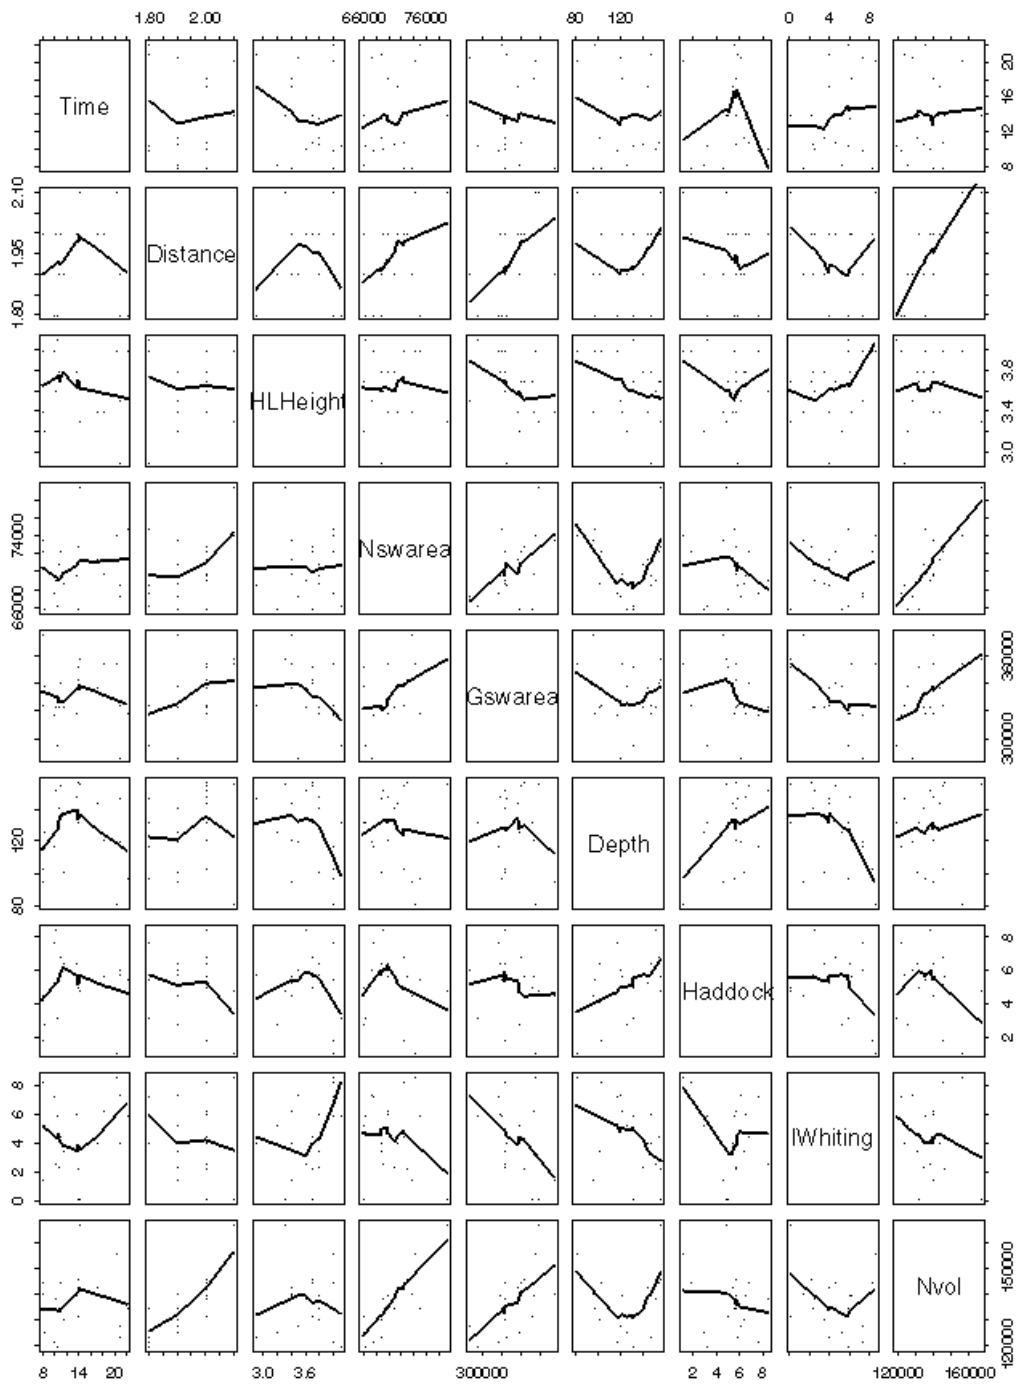 1.80 2.00 66000 76000 80 120 0 4 8
Time
8 12 16 20
1.80 1.95 2.10
Distance
HLHeight
3.0 3.4 3.8
66000 74000
Nswarea
Gswarea
300000 360000
80 120
Depth
Haddock
2 4 6 8
0 2 4 6 8
lWhiting
Nvol
120000 150000
8 14 20 3.0 3.6 300000 2 4 6 8 120000 160000